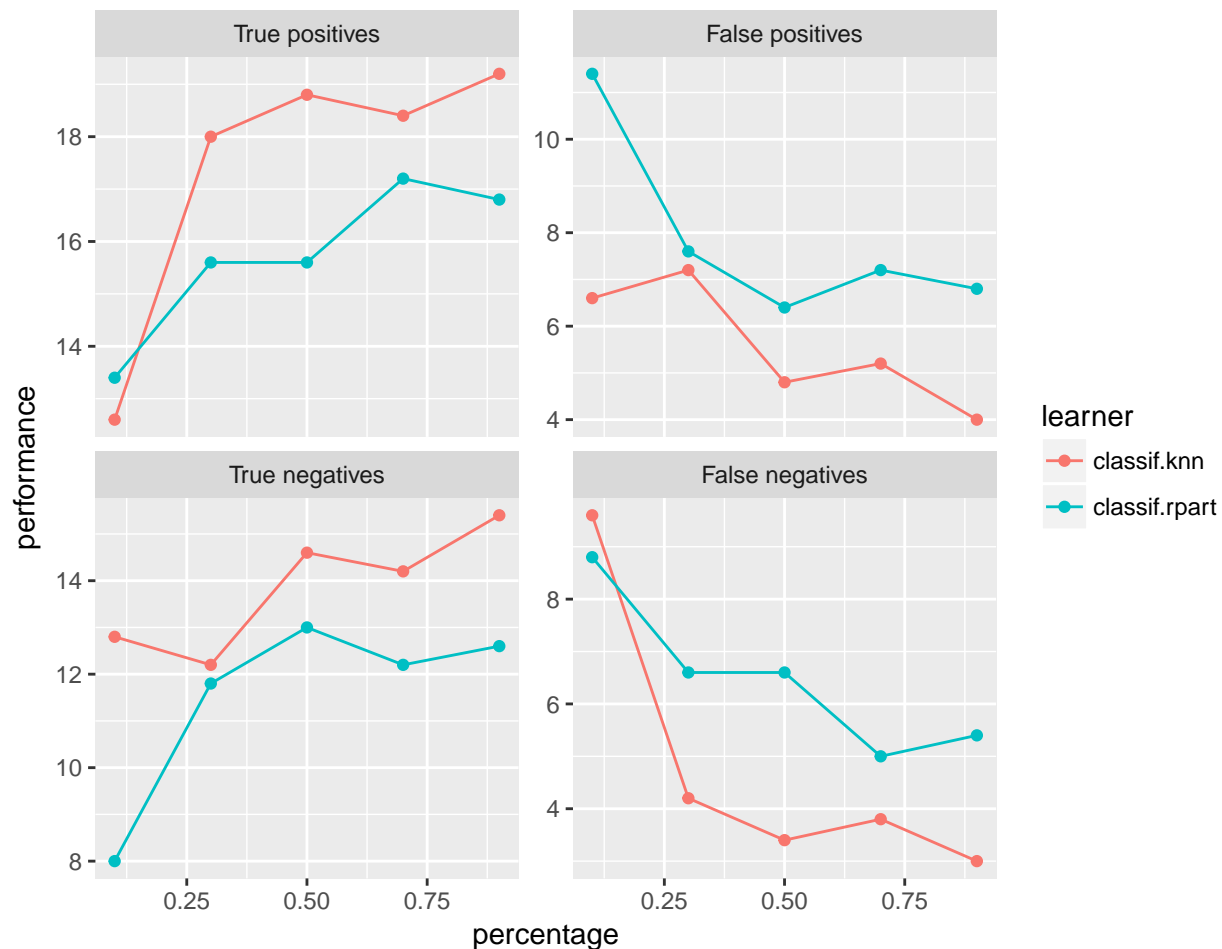 True positives
False positives
18
16
14
10
8
6
4
True negatives
False negatives
14
12
10
8
8
6
4
0.25
0.50
0.75
0.25
0.50
0.75
percentage
performance
learner
classif.knn
classif.rpart